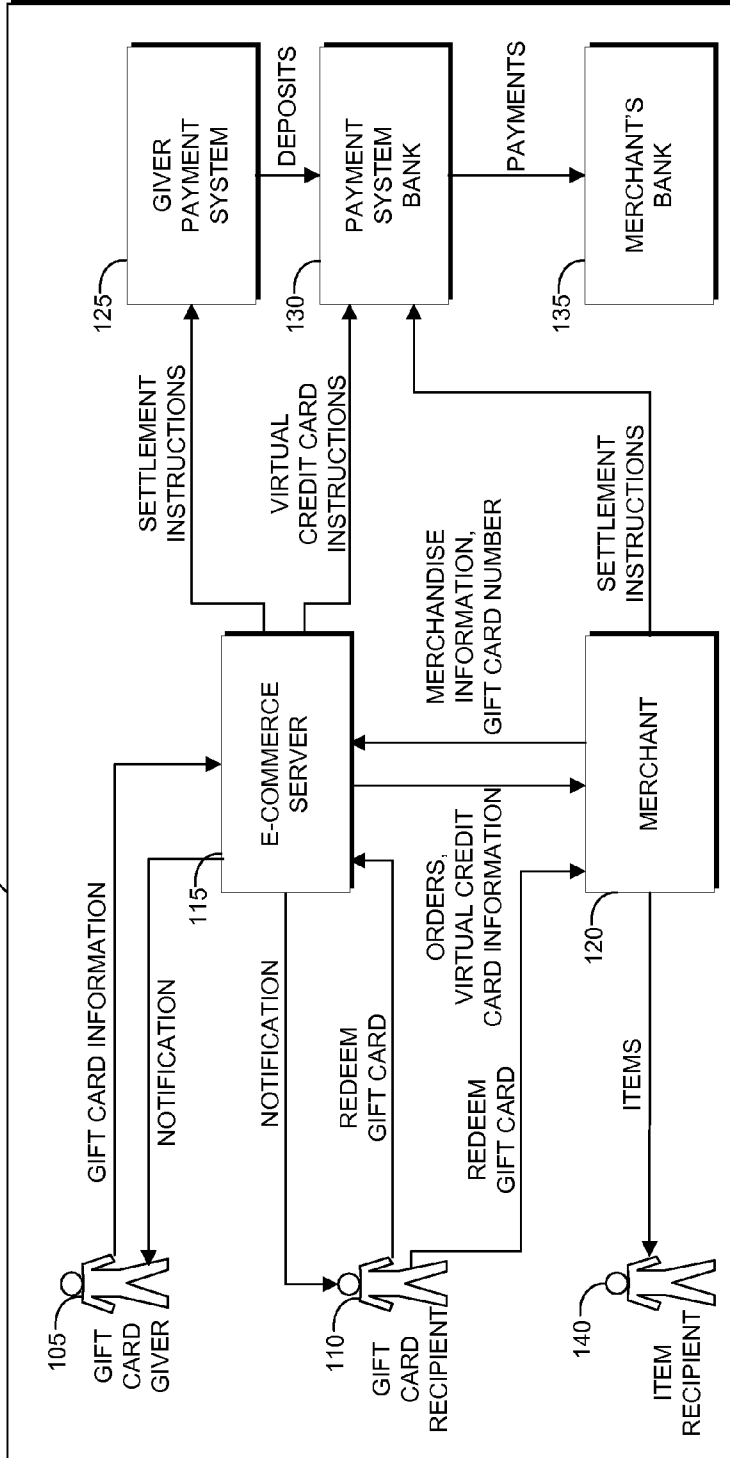 105
GIFT
CARD
GIVER
GIFT CARD INFORMATION
NOTIFICATION
110
GIFT
CARD
RECIPIENT
NOTIFICATION
REDEEM
GIFT CARD
REDEEM
GIFT CARD
140
ITEM
RECIPIENT
ITEMS
115
E-COMMERCE
SERVER
ORDERS,
VIRTUAL CREDIT
CARD INFORMATION
MERCHANDISE
INFORMATION,
GIFT CARD NUMBER
120
MERCHANT
SETTLEMENT
INSTRUCTIONS
VIRTUAL
CREDIT CARD
INSTRUCTIONS
SETTLEMENT
INSTRUCTIONS
125
GIVER
PAYMENT
SYSTEM
DEPOSITS
130
PAYMENT
SYSTEM
BANK
PAYMENTS
135
MERCHANT'S
BANK